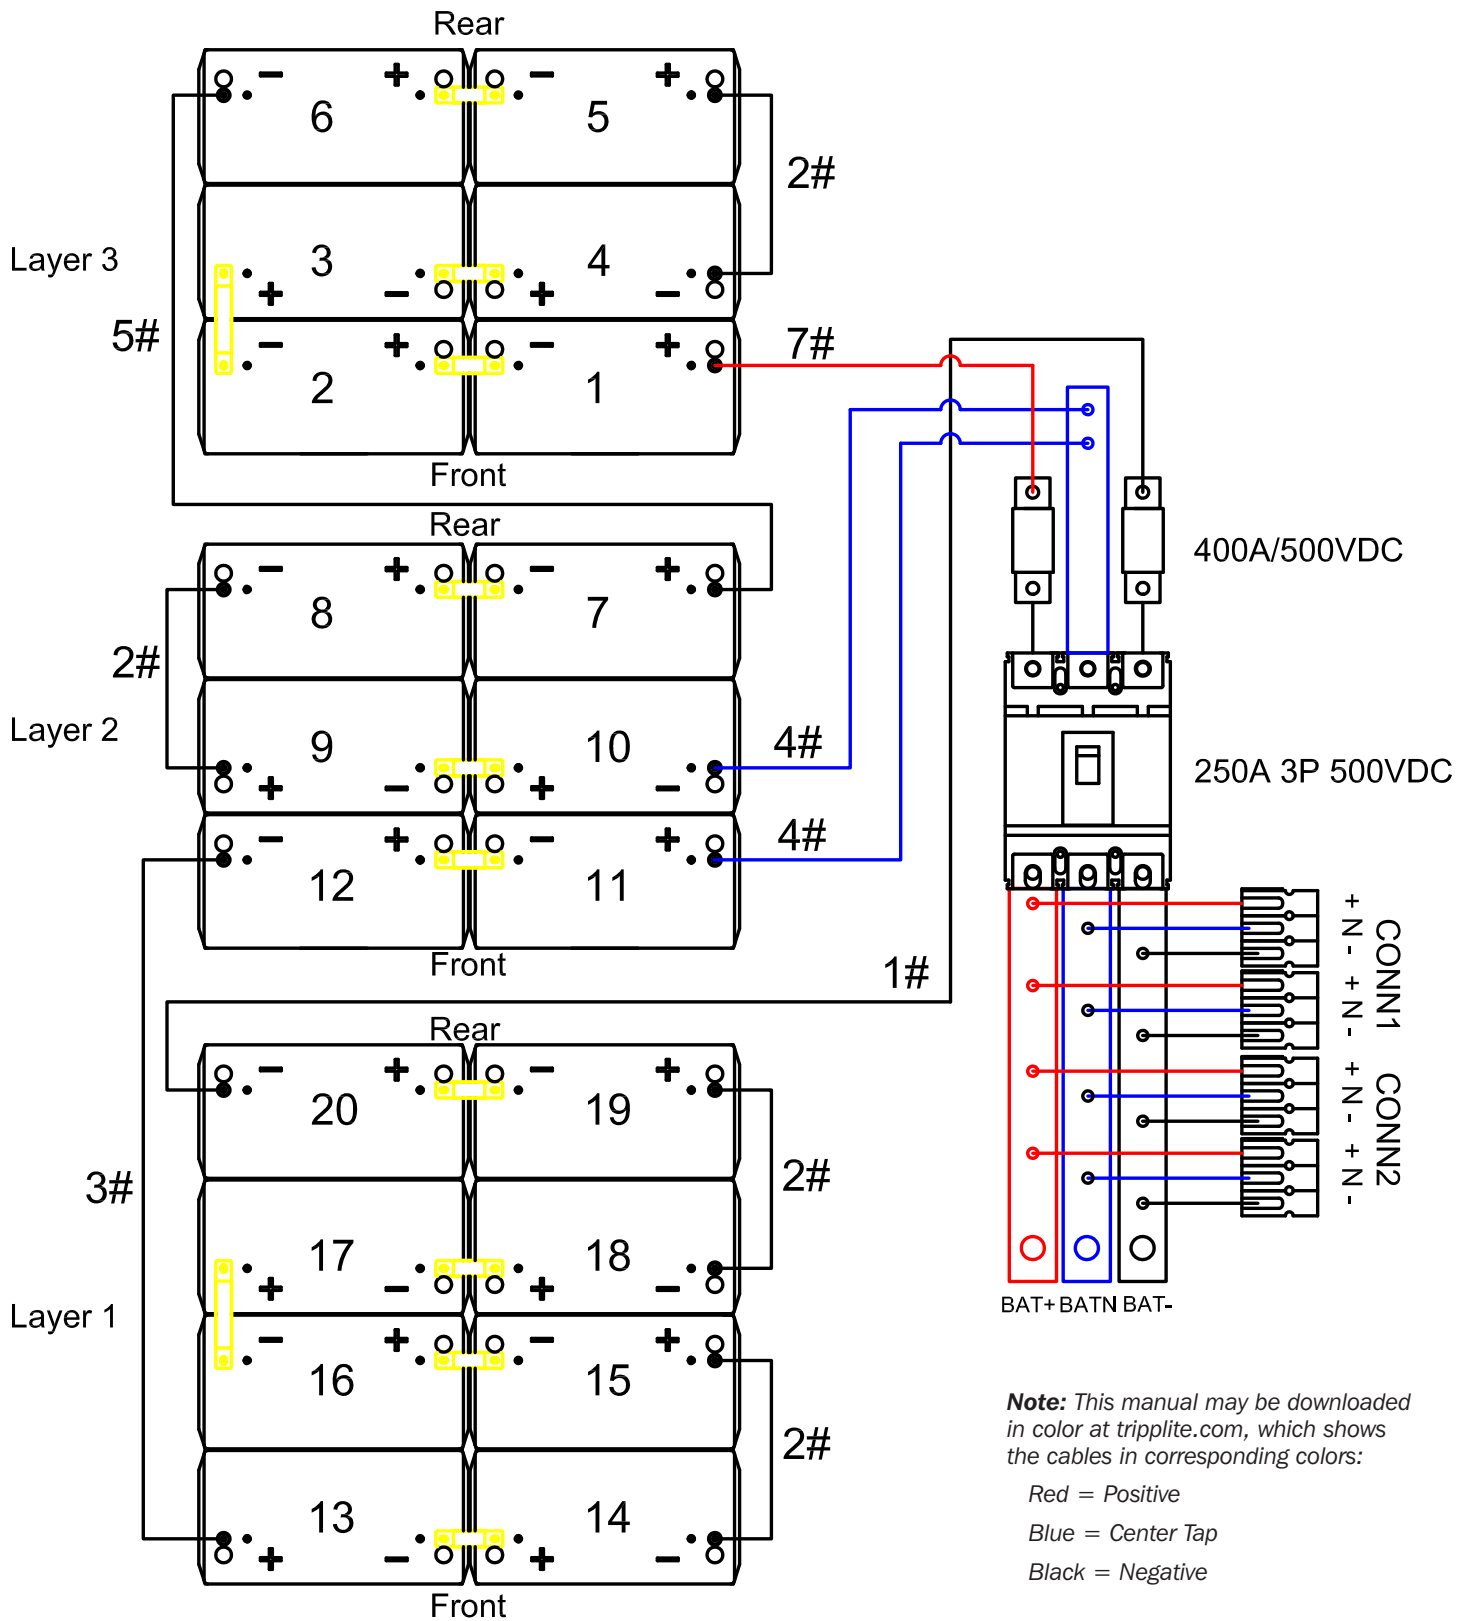 Rear
6
5
2#
Layer 3
3
4
5#
7#
2
1
Front
Rear
400A/500VDC
8
7
2#
Layer 2
9
10
4#
250A 3P 500VDC
4#
12
11
+ N - + N - CONN1
Front
1#
Rear
+ N - + N - CONN2
20
19
3#
2#
17
18
Layer 1
BAT+ BATN BAT-
16
15
Note: This manual may be downloaded
in color at tripplite.com, which shows
the cables in corresponding colors:
2#
Red = Positive
13
14
Blue = Center Tap
Black = Negative
Front